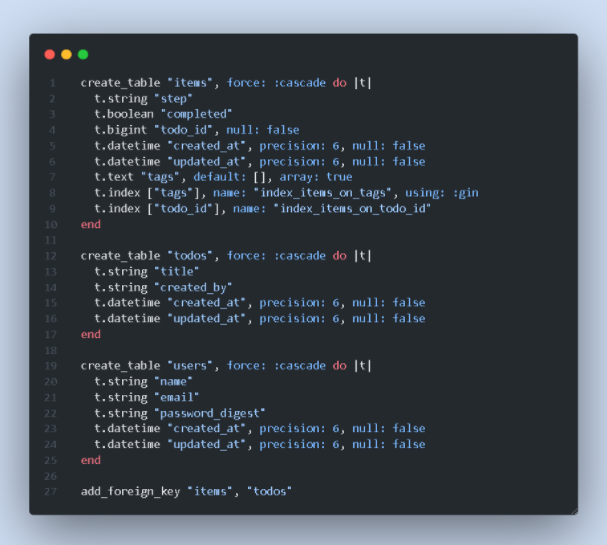 1 create_table "items", force: :cascade do |t|
2 t.string "step"
3 t.boolean "completed"
4 t.bigint "todo_id", null: false
5 t.datetime "created_at", precision: 6, null: false
6 t.datetime "updated_at", precision: 6, null: false
7 t.text "tags", default: [], array: true
8 t.index ["tags"], name: "index_items_on_tags", using: :gin
9 t.index ["todo_id"], name: "index_items_on_todo_id"
10 end
11
12 create_table "todos", force: :cascade do |t|
13 t.string "title"
14 t.string "created_by"
15 t.datetime "created_at", precision: 6, null: false
16 t.datetime "updated_at", precision: 6, null: false
17 end
18
19 create_table "users", force: :cascade do |t|
20 t.string "name"
21 t.string "email"
22 t.string "password_digest"
23 t.datetime "created_at", precision: 6, null: false
24 t.datetime "updated_at", precision: 6, null: false
25 end
26
27 add_foreign_key "items", "todos"